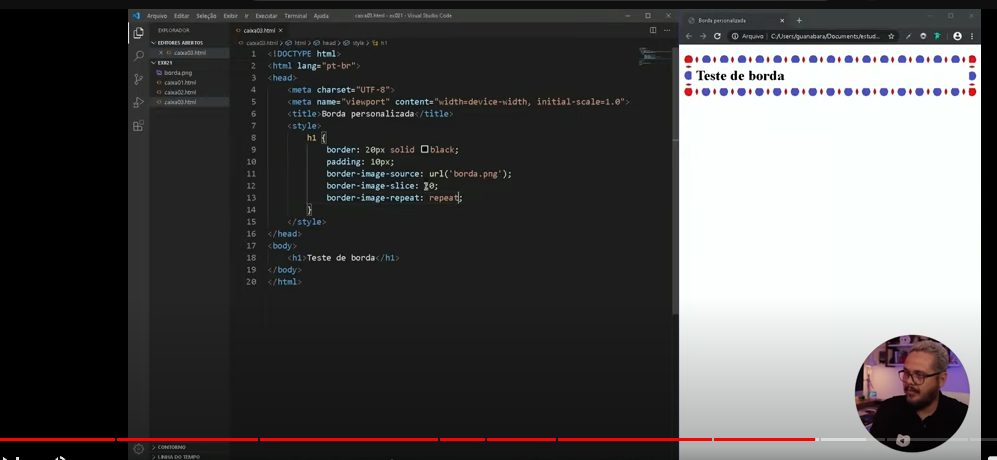 Arquivo Editar Seleção Exibir Ir Executar Terminal Ajuda
caixa03.html - ex021 - Visual Studio Code
Borda personalizada
EXPLORADOR
caixa03.html
EDITORES ABERTOS
caixa03.html > html > head > style > h1
Arquivo | C:/Users/guanabara/Documents/estud...
caixa03.html
EX021
borda.png
caixa01.html
caixa02.html
caixa03.html
1 <!DOCTYPE html>
2 <html lang="pt-br">
3 <head>
4 <meta charset="UTF-8">
5 <meta name="viewport" content="width=device-width, initial-scale=1.0">
6 <title>Borda personalizada</title>
7 <style>
8 h1 {
9 border: 20px solid black;
10 padding: 10px;
11 border-image-source: url('borda.png');
12 border-image-slice: 20;
13 border-image-repeat: repeat;
14 }
15 </style>
16 </head>
17 <body>
18 <h1>Teste de borda</h1>
19 </body>
20 </html>
Teste de borda
CONTORNO
LINHA DO TEMPO